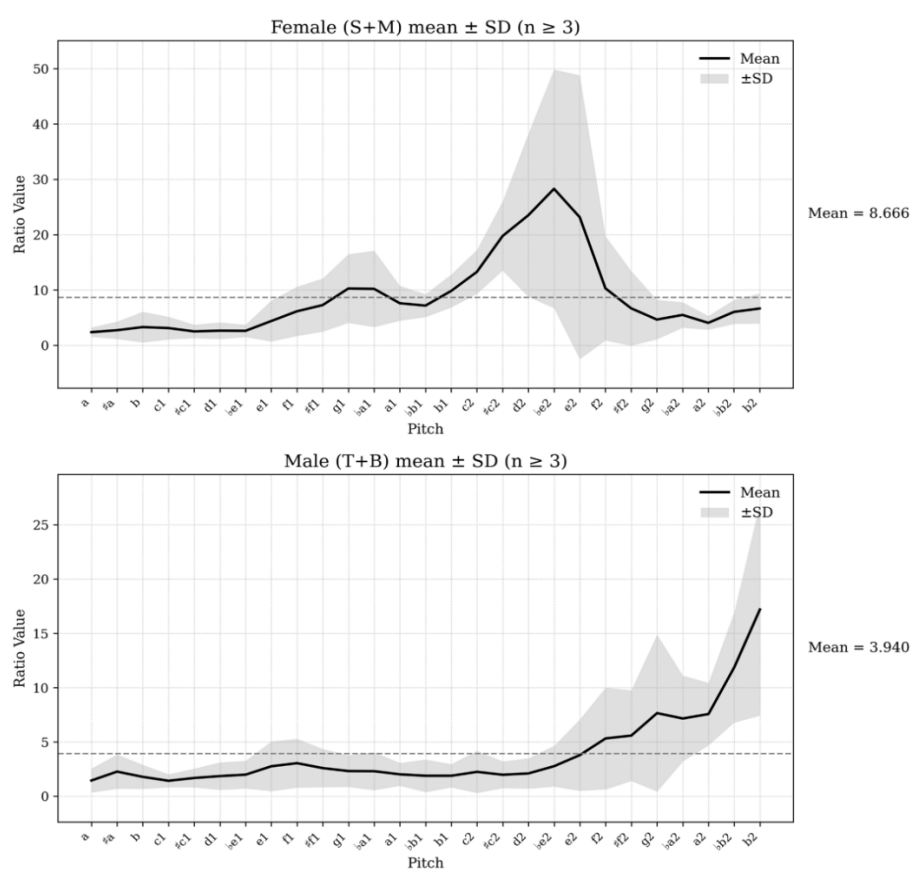 Female (S+M) mean ± SD (n ≥ 3)
Mean
±SD
50
40
30
20
10
0
Ratio Value
Mean = 8.666
a
♯a
b
c1
♯c1
d1
♭e1
e1
f1
♯f1
g1
♭a1
a1
♭b1
b1
c2
♯c2
d2
♭e2
e2
f2
♯f2
g2
♭a2
a2
♭b2
b2
Pitch
Male (T+B) mean ± SD (n ≥ 3)
Mean
±SD
25
20
15
10
5
0
Ratio Value
Mean = 3.940
a
♯a
b
c1
♯c1
d1
♭e1
e1
f1
♯f1
g1
♭a1
a1
♭b1
b1
c2
♯c2
d2
♭e2
e2
f2
♯f2
g2
♭a2
a2
♭b2
b2
Pitch